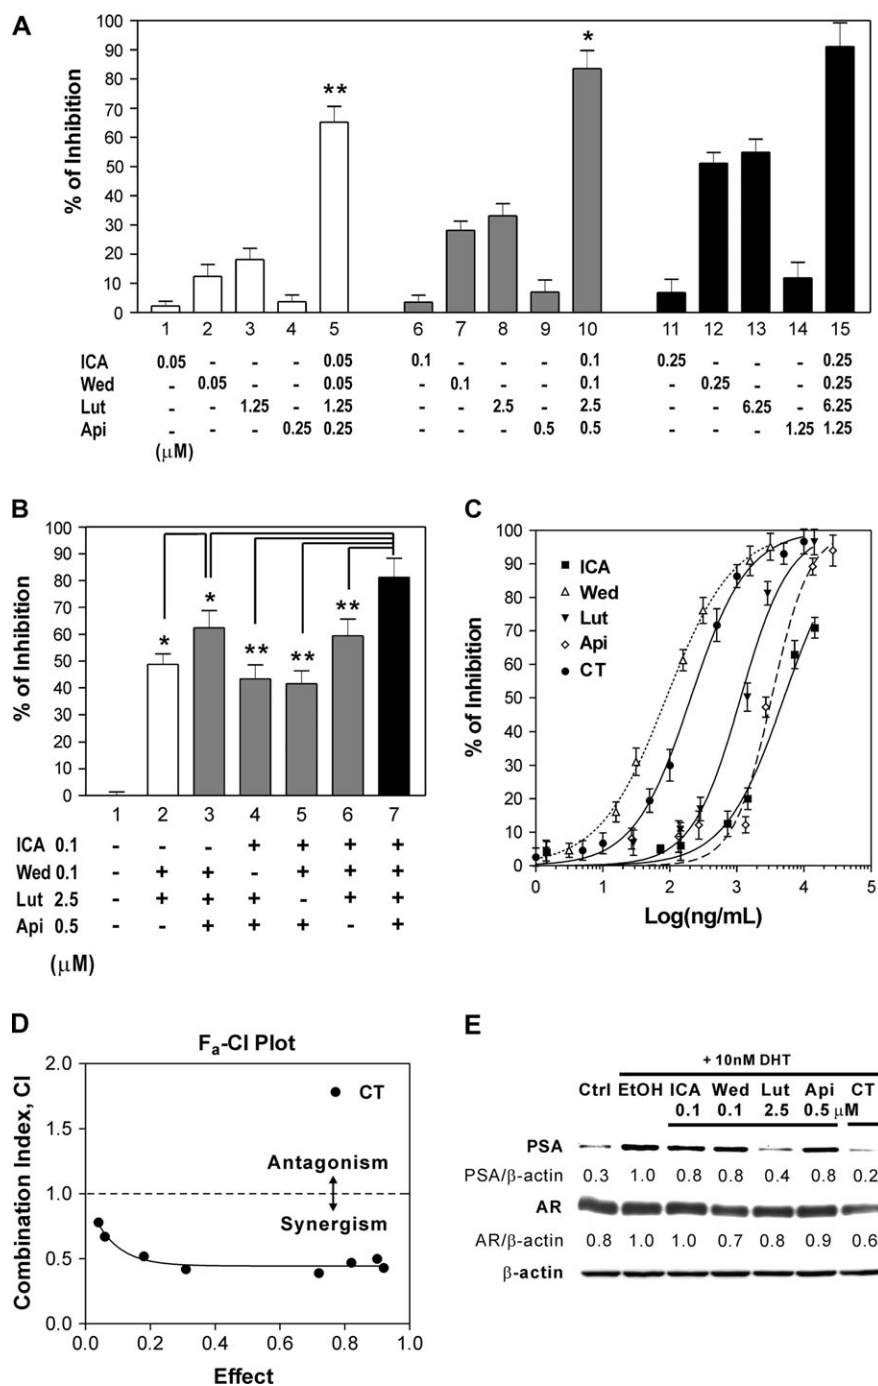 A
% of Inhibition
100
90
80
70
60
50
40
30
20
10
0
** *
1 2 3 4 5 6 7 8 9 10 11 12 13 14 15
ICA 0.05 - - - 0.05 0.1 - - - 0.1 0.25 - - - 0.25
Wed - 0.05 - - 0.05 - 0.1 - - 0.1 - 0.25 - - 0.25
Lut - - 1.25 - 1.25 - - 2.5 - 2.5 - - 6.25 - 6.25
Api - - - 0.25 0.25 - - - 0.5 0.5 - - - 1.25 1.25
(μM)
B
% of Inhibition
100
90
80
70
60
50
40
30
20
10
0
* * ** ** **
1 2 3 4 5 6 7
ICA 0.1 - - - + + + +
Wed 0.1 - + + - + + +
Lut 2.5 - + + + - + +
Api 0.5 - - + + + - +
(μM)
C
% of Inhibition
100
90
80
70
60
50
40
30
20
10
0
ICA
Wed
Lut
Api
CT
0 1 2 3 4 5
Log(ng/mL)
D
Fa-CI Plot
Combination Index, CI
2.0
1.5
1.0
0.5
0.0
CT
Antagonism
Synergism
0.0 0.2 0.4 0.6 0.8 1.0
Effect
E
+ 10nM DHT
Ctrl EtOH ICA Wed Lut Api CT
0.1 0.1 2.5 0.5 μM
PSA
PSA/β-actin 0.3 1.0 0.8 0.8 0.4 0.8 0.2
AR
AR/β-actin 0.8 1.0 1.0 0.7 0.8 0.9 0.6
β-actin